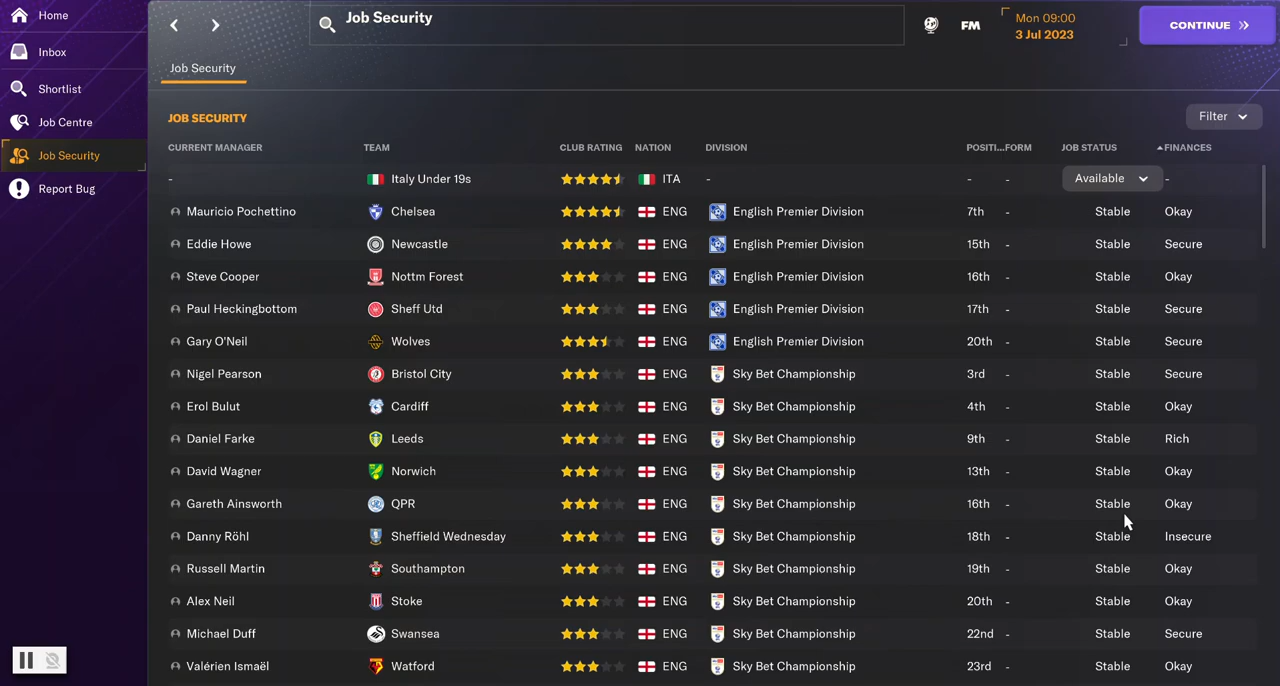 Home
Inbox
Shortlist
Job Centre
Job Security
Report Bug
Job Security
FM
Mon 09:00
3 Jul 2023
CONTINUE
Job Security
JOB SECURITY
Filter
CURRENT MANAGER TEAM CLUB RATING NATION DIVISION POSITI...FORM JOB STATUS FINANCES
- Italy Under 19s ITA - - - Available -
Mauricio Pochettino Chelsea ENG English Premier Division 7th - Stable Okay
Eddie Howe Newcastle ENG English Premier Division 15th - Stable Secure
Steve Cooper Nottm Forest ENG English Premier Division 16th - Stable Okay
Paul Heckingbottom Sheff Utd ENG English Premier Division 17th - Stable Secure
Gary O'Neil Wolves ENG English Premier Division 20th - Stable Secure
Nigel Pearson Bristol City ENG Sky Bet Championship 3rd - Stable Secure
Erol Bulut Cardiff ENG Sky Bet Championship 4th - Stable Okay
Daniel Farke Leeds ENG Sky Bet Championship 9th - Stable Rich
David Wagner Norwich ENG Sky Bet Championship 13th - Stable Okay
Gareth Ainsworth QPR ENG Sky Bet Championship 16th - Stable Okay
Danny Röhl Sheffield Wednesday ENG Sky Bet Championship 18th - Stable Insecure
Russell Martin Southampton ENG Sky Bet Championship 19th - Stable Okay
Alex Neil Stoke ENG Sky Bet Championship 20th - Stable Okay
Michael Duff Swansea ENG Sky Bet Championship 22nd - Stable Secure
Valérien Ismaël Watford ENG Sky Bet Championship 23rd - Stable Okay